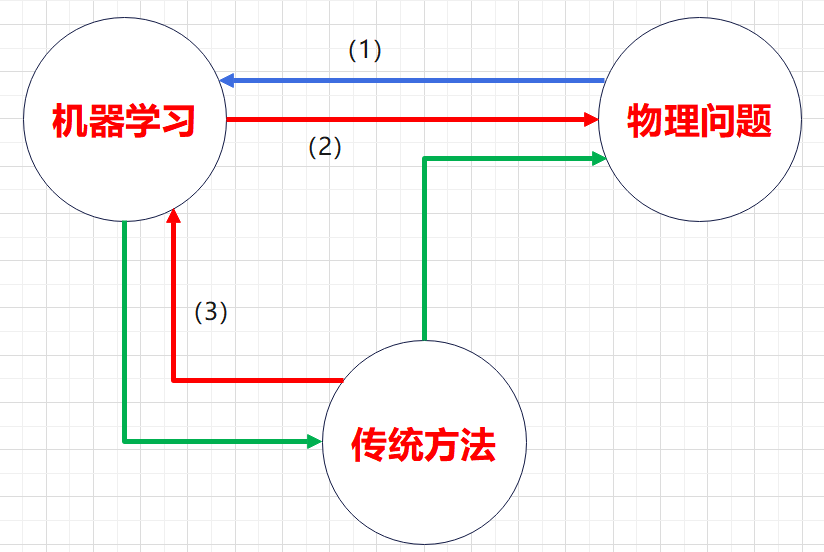 (1)
机器学习
物理问题
(2)
(3)
传统方法